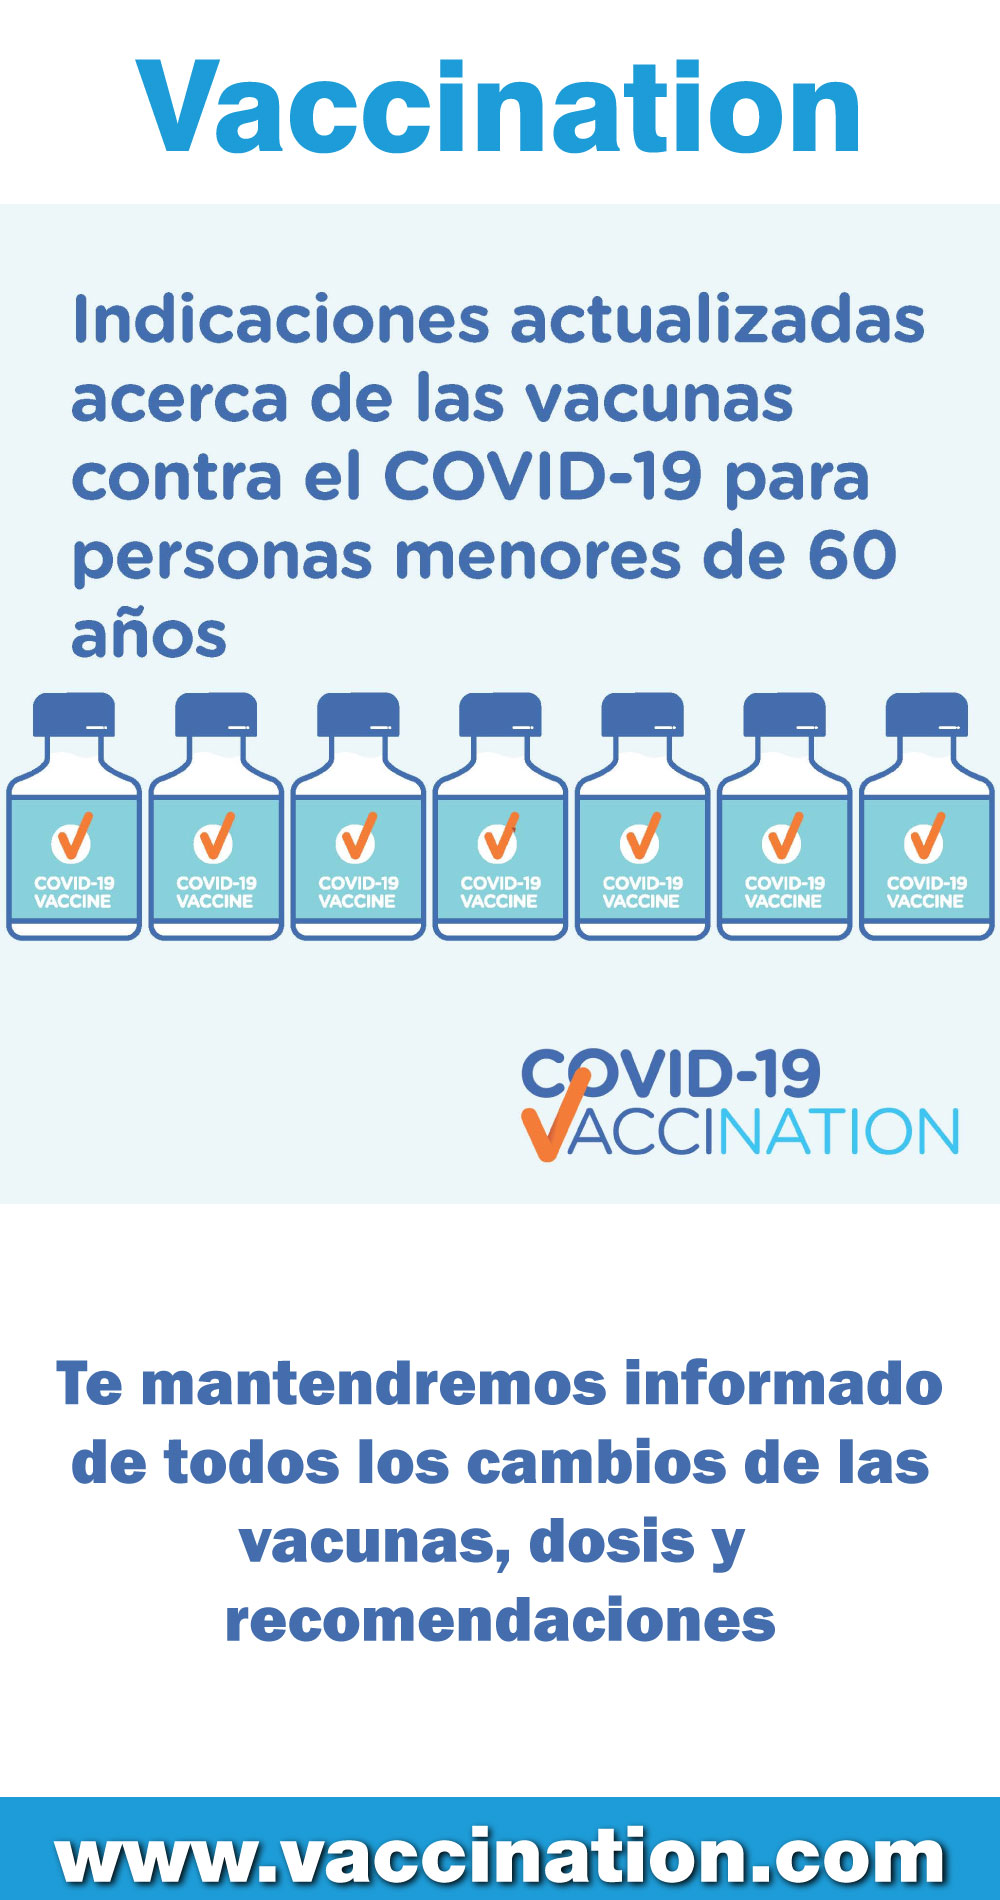 Vaccination
Indicaciones actualizadas
acerca de las vacunas
contra el COVID-19 para
personas menores de 60
años
COVID-19 COVID-19 COVID-19 COVID-19 COVID-19 COVID-19 COVID-19
VACCINE VACCINE VACCINE VACCINE VACCINE VACCINE VACCINE
COVID-19
VACCINATION
Te mantendremos informado
de todos los cambios de las
vacunas, dosis y
recomendaciones
www.vaccination.com